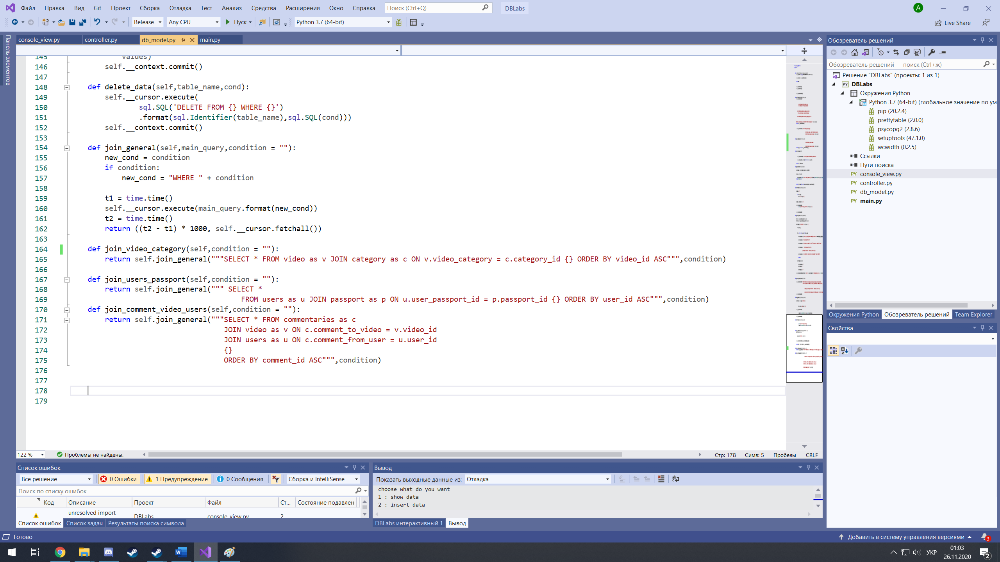 Файл Правка Вид Git Проект Сборка Отладка Тест Анализ Средства Расширения Окно Справка Поиск (Ctrl+Q) DBLabs A
Release Any CPU Пуск Python 3.7 (64-bit) Live Share
Панель элементов
console_view.py controller.py db_model.py main.py
145 values)
146 self.__context.commit()
147
148 def delete_data(self,table_name,cond):
149 self.__cursor.execute(
150 sql.SQL('DELETE FROM {} WHERE {}')
151 .format(sql.Identifier(table_name),sql.SQL(cond)))
152 self.__context.commit()
153
154 def join_general(self,main_query,condition = ""):
155 new_cond = condition
156 if condition:
157 new_cond = "WHERE " + condition
158
159 t1 = time.time()
160 self.__cursor.execute(main_query.format(new_cond))
161 t2 = time.time()
162 return ((t2 - t1) * 1000, self.__cursor.fetchall())
163
164 def join_video_category(self,condition = ""):
165 return self.join_general("""SELECT * FROM video as v JOIN category as c ON v.video_category = c.category_id {} ORDER BY video_id ASC""",condition)
166
167 def join_users_passport(self,condition = ""):
168 return self.join_general(""" SELECT *
169 FROM users as u JOIN passport as p ON u.user_passport_id = p.passport_id {} ORDER BY user_id ASC""",condition)
170 def join_comment_video_users(self,condition = ""):
171 return self.join_general("""SELECT * FROM commentaries as c
172 JOIN video as v ON c.comment_to_video = v.video_id
173 JOIN users as u ON c.comment_from_user = u.user_id
174 {}
175 ORDER BY comment_id ASC""",condition)
176
177
178
179
122 % Проблемы не найдены. Стр: 178 Симв: 5 Пробелы CRLF
Обозреватель решений
Обозреватель решений — поиск (Ctrl+ж)
Решение "DBLabs" (проекты: 1 из 1)
PY DBLabs
Окружения Python
Python 3.7 (64-bit) (глобальное значение по ум
pip (20.2.4)
prettytable (2.0.0)
psycopg2 (2.8.6)
setuptools (47.1.0)
wcwidth (0.2.5)
Ссылки
Пути поиска
PY console_view.py
PY controller.py
PY db_model.py
PY main.py
Окружения Python Обозреватель решений Team Explorer
Свойства
Список ошибок
Все решение 0 Ошибки 1 Предупреждение 0 Сообщения Сборка и IntelliSense
Поиск по списку ошибок
Код Описание Проект Файл Ст... Состояние подавлен
unresolved import
DBLabs console_view.py 2
Список ошибок Список задач Результаты поиска символа
Вывод
Показать выходные данные из: Отладка
choose what do you want
1 : show data
2 : insert data
DBLabs интерактивный 1 Вывод
Готово Добавить в систему управления версиями 3
УКР 01:03
26.11.2020 2